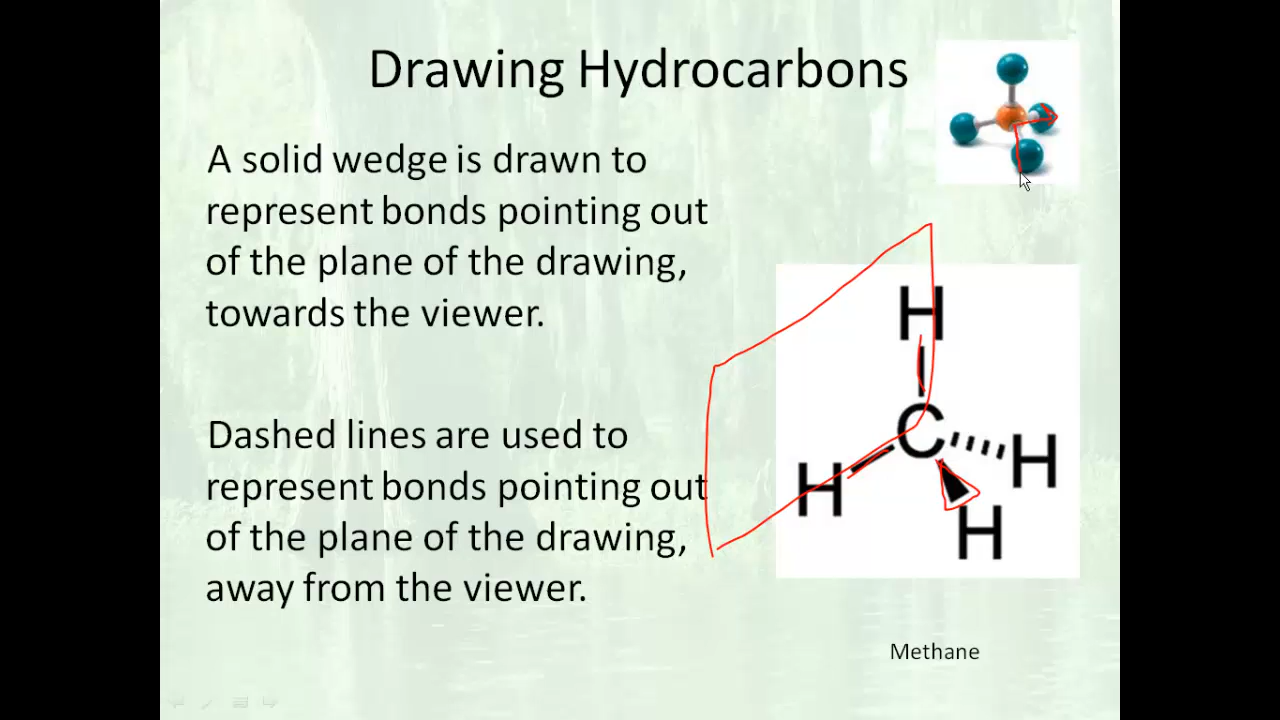 Drawing Hydrocarbons
A solid wedge is drawn to
represent bonds pointing out
of the plane of the drawing,
towards the viewer.
Dashed lines are used to
represent bonds pointing out
of the plane of the drawing,
away from the viewer.
H
C
H
H
H
Methane